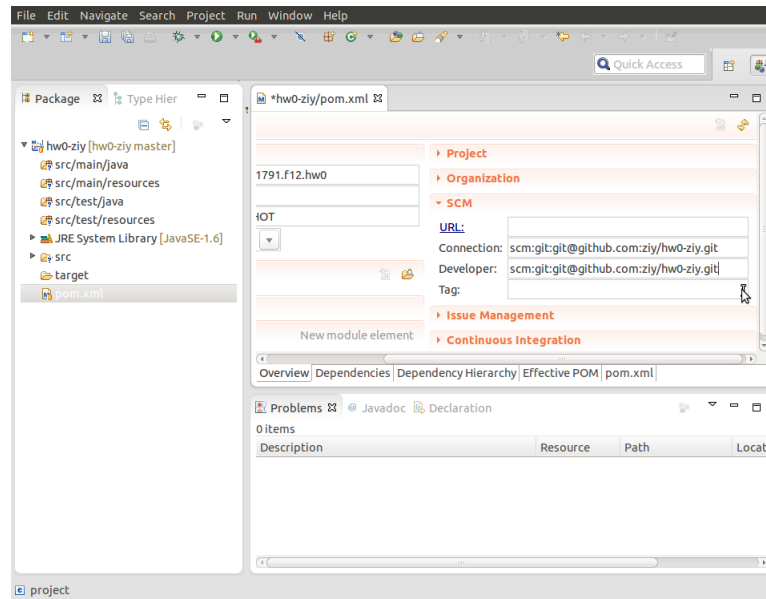 File Edit Navigate Search Project Run Window Help
Quick Access
Package Type Hier
*hw0-ziy/pom.xml
hw0-ziy [hw0-ziy master]
src/main/java
src/main/resources
src/test/java
src/test/resources
JRE System Library [JavaSE-1.6]
src
target
pom.xml
1791.f12.hw0
HOT
New module element
Project
Organization
SCM
URL:
Connection: scm:git:git@github.com:ziy/hw0-ziy.git
Developer: scm:git:git@github.com:ziy/hw0-ziy.git
Tag:
Issue Management
Continuous Integration
Overview Dependencies Dependency Hierarchy Effective POM pom.xml
Problems @ Javadoc Declaration
0 items
Description Resource Path Locat
project